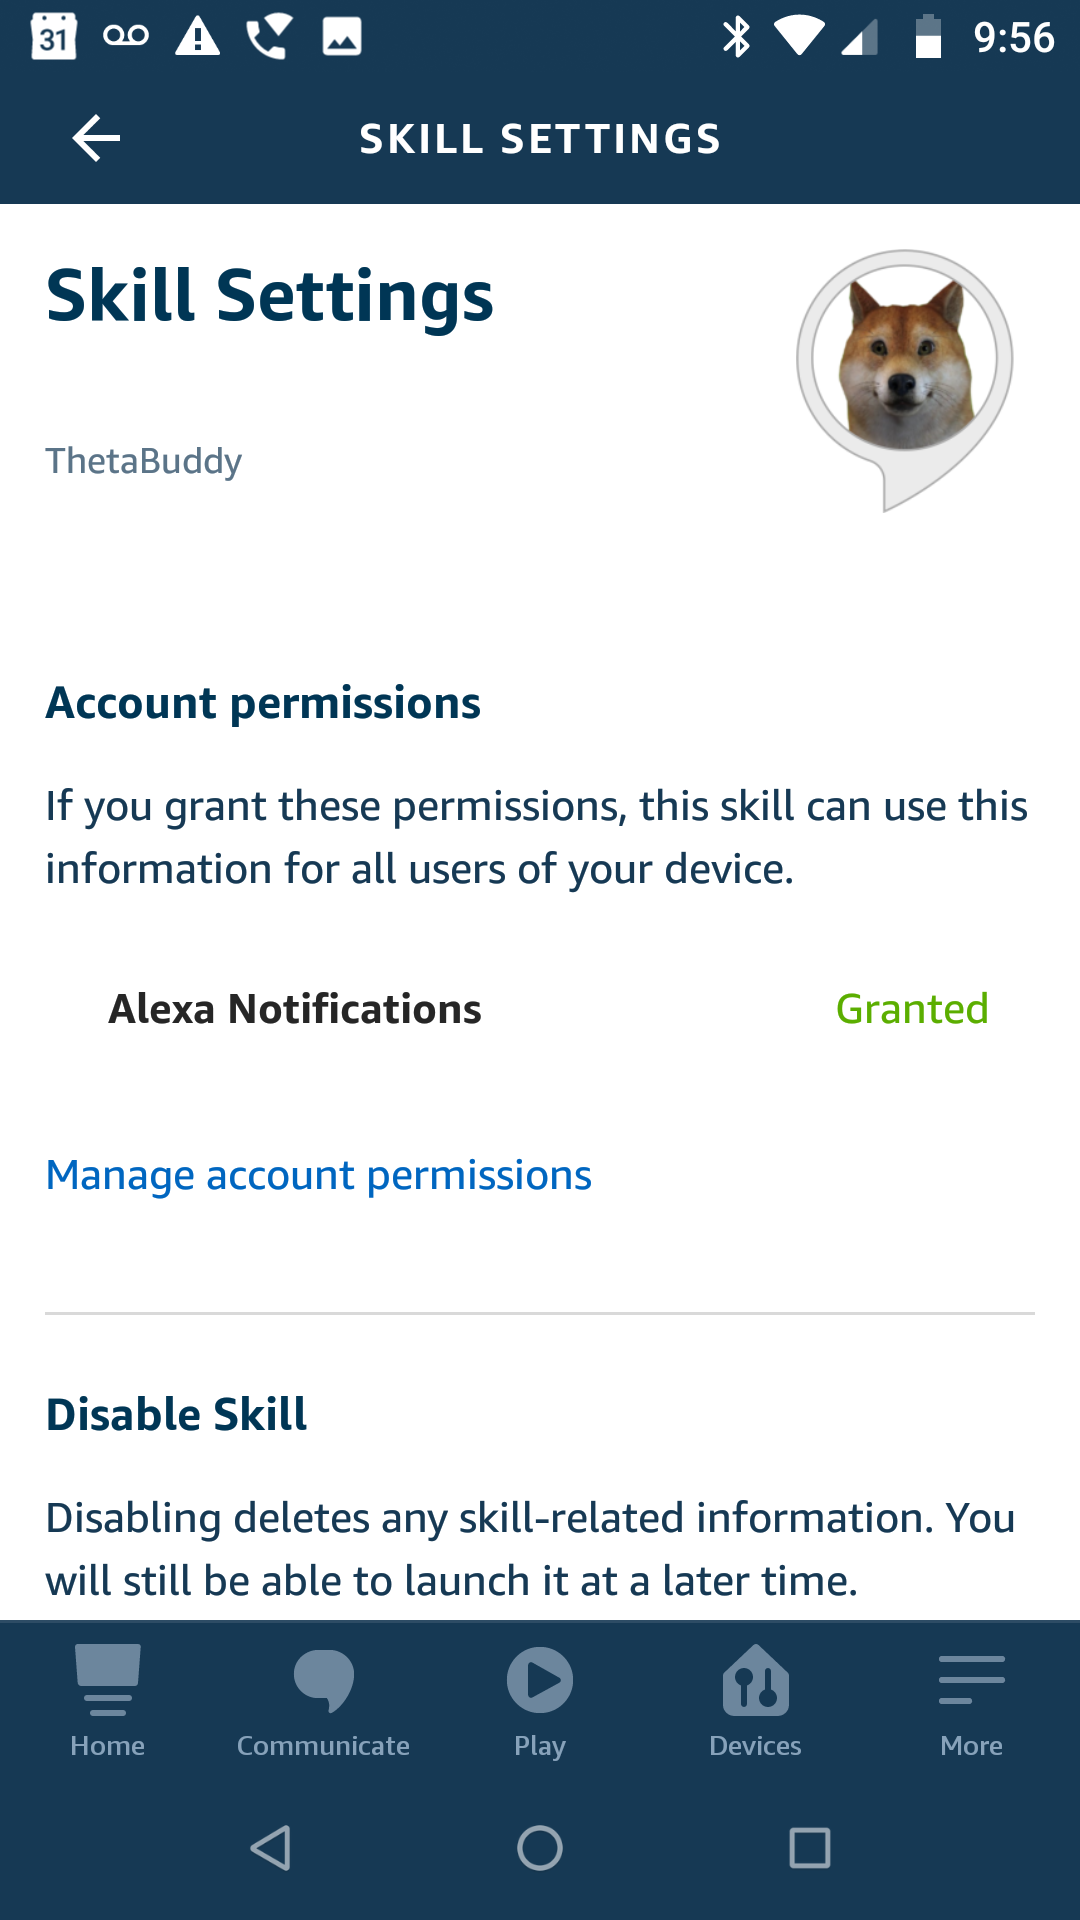 31
9:56
SKILL SETTINGS
Skill Settings
ThetaBuddy
Account permissions
If you grant these permissions, this skill can use this
information for all users of your device.
Alexa Notifications Granted
Manage account permissions
Disable Skill
Disabling deletes any skill-related information. You
will still be able to launch it at a later time.
Home Communicate Play Devices More